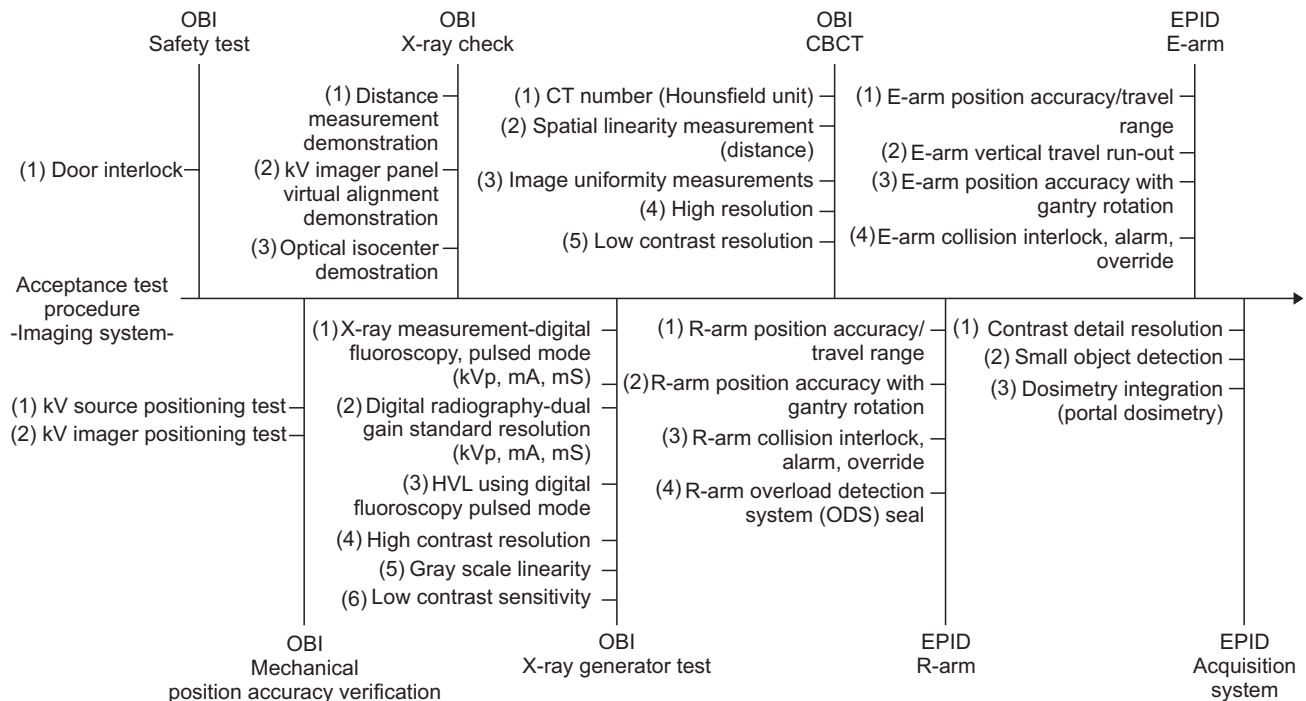 OBI
Safety test
OBI
X-ray check
OBI
CBCT
EPID
E-arm
(1) Door interlock
(1) Distance
measurement
demonstration
(2) kV imager panel
virtual alignment
demonstration
(3) Optical isocenter
demostration
(1) CT number (Hounsfield unit)
(2) Spatial linearity measurement
(distance)
(3) Image uniformity measurements
(4) High resolution
(5) Low contrast resolution
(1) E-arm position accuracy/travel
range
(2) E-arm vertical travel run-out
(3) E-arm position accuracy with
gantry rotation
(4) E-arm collision interlock, alarm,
override
Acceptance test
procedure
-Imaging system-
(1) kV source positioning test
(2) kV imager positioning test
(1) X-ray measurement-digital
fluoroscopy, pulsed mode
(kVp, mA, mS)
(2) Digital radiography-dual
gain standard resolution
(kVp, mA, mS)
(3) HVL using digital
fluoroscopy pulsed mode
(4) High contrast resolution
(5) Gray scale linearity
(6) Low contrast sensitivity
(1) R-arm position accuracy/
travel range
(2) R-arm position accuracy with
gantry rotation
(3) R-arm collision interlock,
alarm, override
(4) R-arm overload detection
system (ODS) seal
(1) Contrast detail resolution
(2) Small object detection
(3) Dosimetry integration
(portal dosimetry)
OBI
Mechanical
position accuracy verification
OBI
X-ray generator test
EPID
R-arm
EPID
Acquisition
system